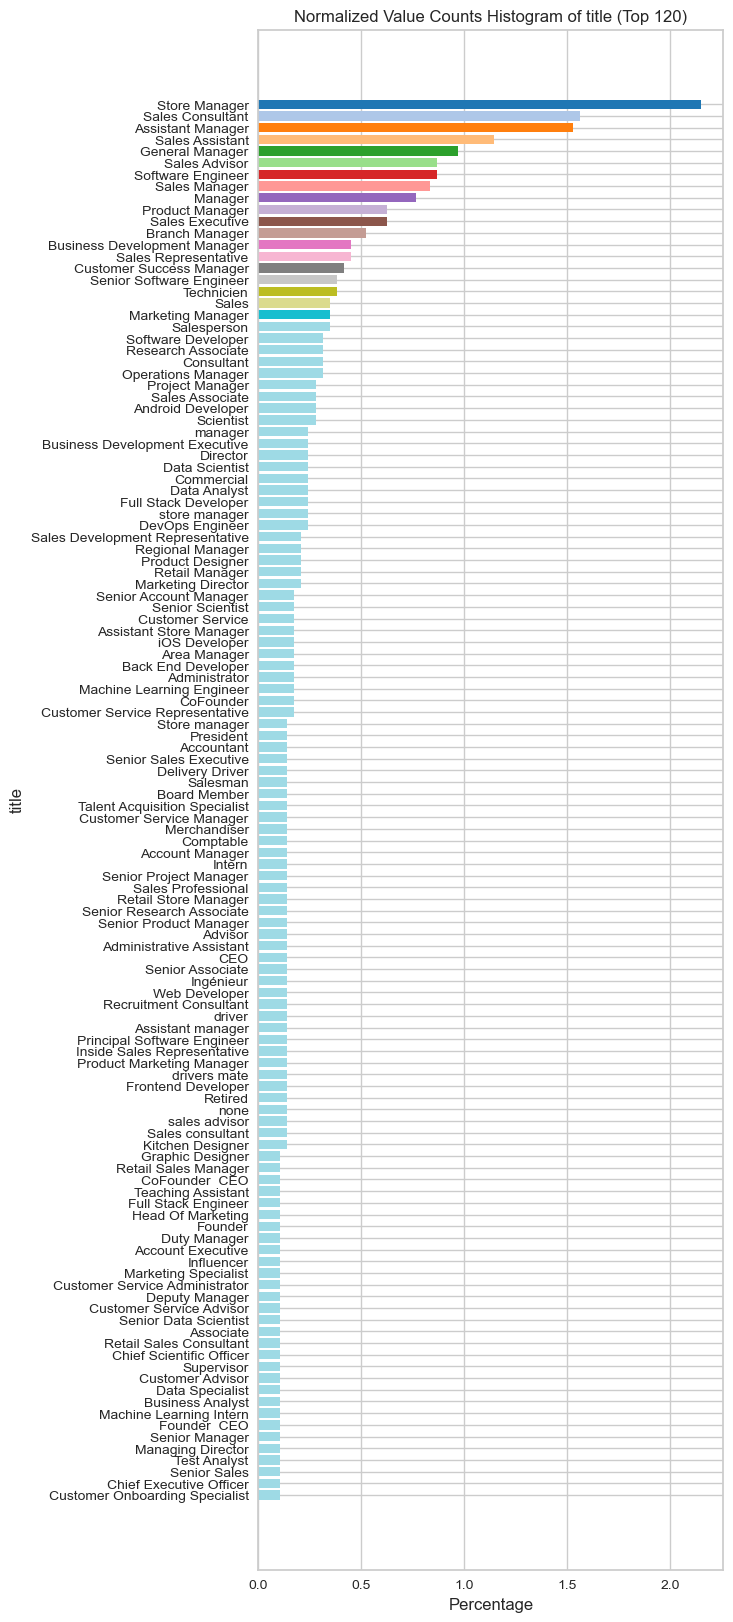 Normalized Value Counts Histogram of title (Top 120)
Store Manager
Sales Consultant
Assistant Manager
Sales Assistant
General Manager
Sales Advisor
Software Engineer
Sales Manager
Manager
Product Manager
Sales Executive
Branch Manager
Business Development Manager
Sales Representative
Customer Success Manager
Senior Software Engineer
Technicien
Sales
Marketing Manager
Salesperson
Software Developer
Research Associate
Consultant
Operations Manager
Project Manager
Sales Associate
Android Developer
Scientist
manager
Business Development Executive
Director
Data Scientist
Commercial
Data Analyst
Full Stack Developer
store manager
DevOps Engineer
Sales Development Representative
Regional Manager
Product Designer
Retail Manager
Marketing Director
Senior Account Manager
Senior Scientist
Customer Service
Assistant Store Manager
iOS Developer
Area Manager
Back End Developer
Administrator
Machine Learning Engineer
CoFounder
Customer Service Representative
Store manager
President
Accountant
Senior Sales Executive
Delivery Driver
Salesman
Board Member
Talent Acquisition Specialist
Customer Service Manager
Merchandiser
Comptable
Account Manager
Intern
Senior Project Manager
Sales Professional
Retail Store Manager
Senior Research Associate
Senior Product Manager
Advisor
Administrative Assistant
CEO
Senior Associate
Ingénieur
Web Developer
Recruitment Consultant
driver
Assistant manager
Principal Software Engineer
Inside Sales Representative
Product Marketing Manager
drivers mate
Frontend Developer
Retired
none
sales advisor
Sales consultant
Kitchen Designer
Graphic Designer
Retail Sales Manager
CoFounder  CEO
Teaching Assistant
Full Stack Engineer
Head Of Marketing
Founder
Duty Manager
Account Executive
Influencer
Marketing Specialist
Customer Service Administrator
Deputy Manager
Customer Service Advisor
Senior Data Scientist
Associate
Retail Sales Consultant
Chief Scientific Officer
Supervisor
Customer Advisor
Data Specialist
Business Analyst
Machine Learning Intern
Founder  CEO
Senior Manager
Managing Director
Test Analyst
Senior Sales
Chief Executive Officer
Customer Onboarding Specialist
title
0.0 0.5 1.0 1.5 2.0
Percentage